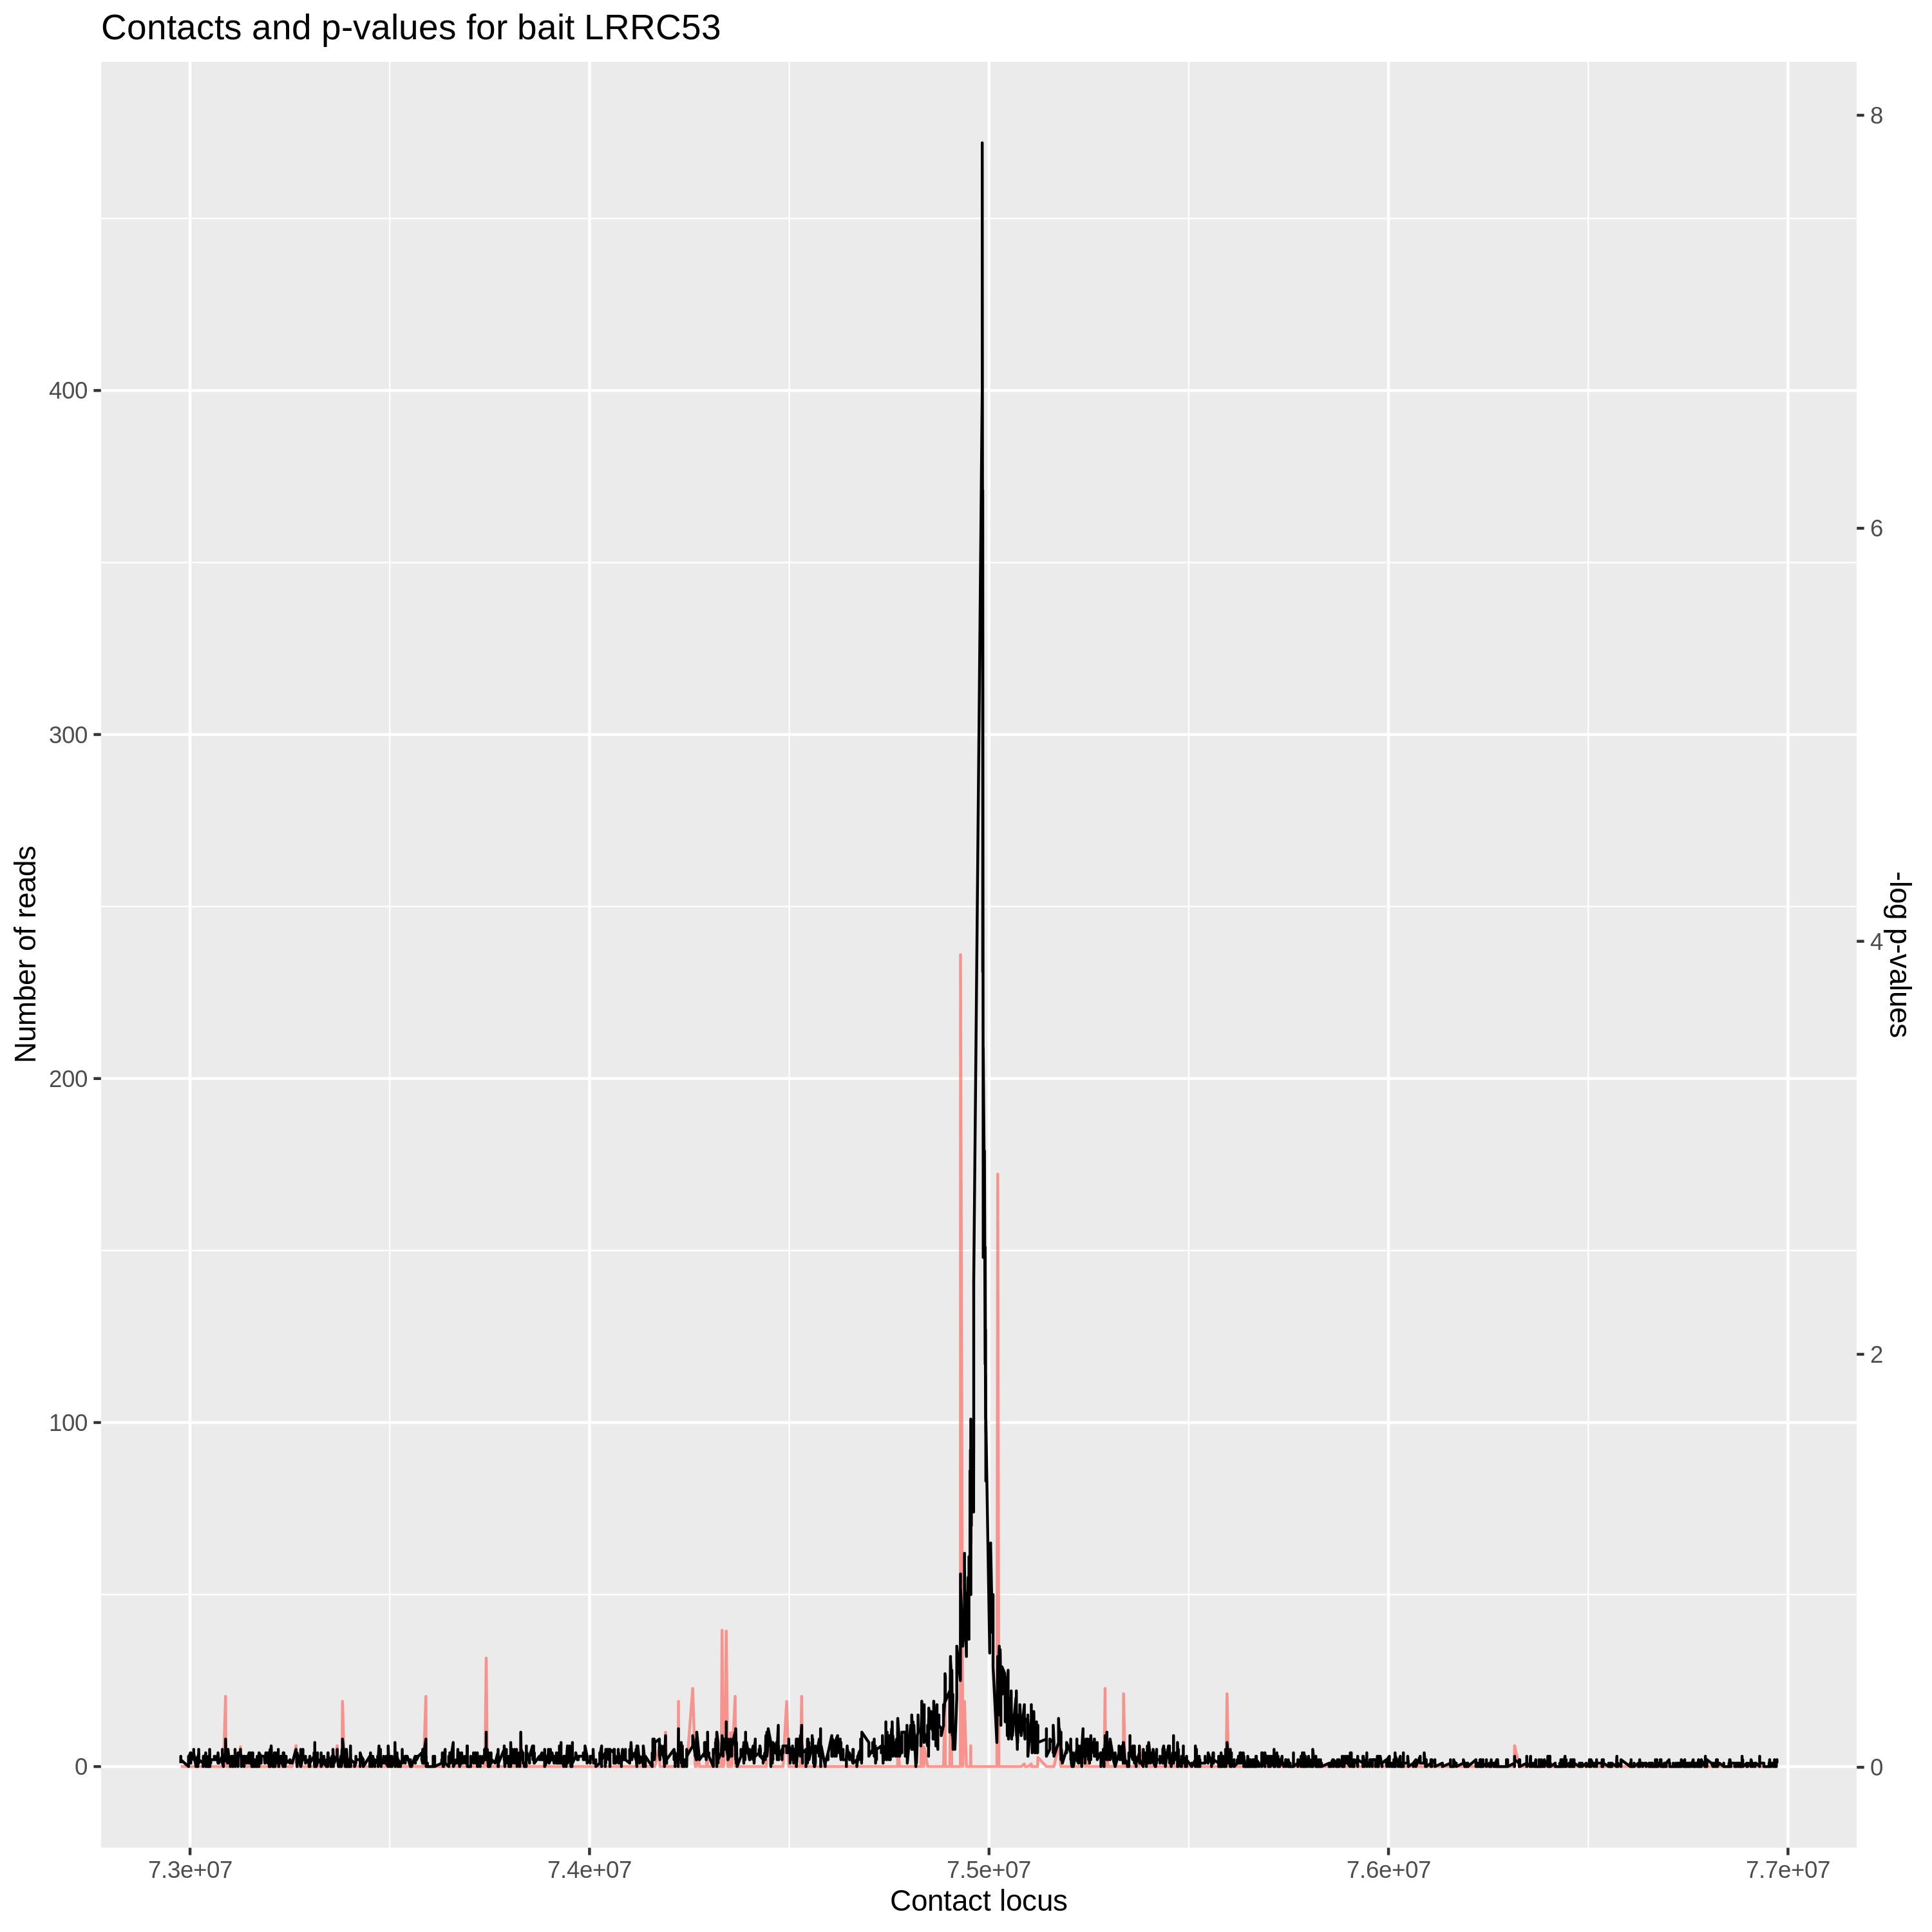 Contacts and p-values for bait LRRC53
8
400
6
300
Number of reads
-log p-values
4
200
2
100
0
0
7.3e+07 7.4e+07 7.5e+07 7.6e+07 7.7e+07
Contact locus